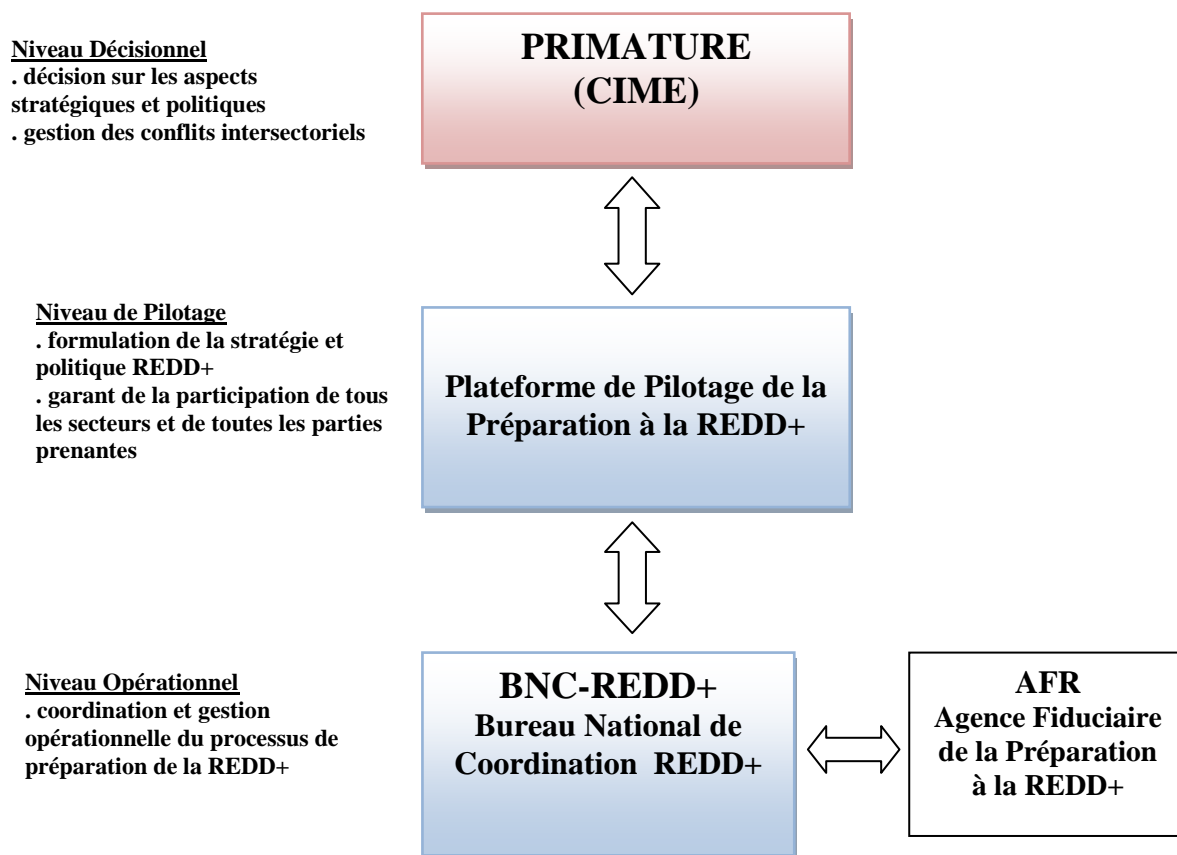 Niveau Décisionnel
. décision sur les aspects
stratégiques et politiques
. gestion des conflits intersectoriels
PRIMATURE
(CIME)
Niveau de Pilotage
. formulation de la stratégie et
politique REDD+
. garant de la participation de tous
les secteurs et de toutes les parties
prenantes
Plateforme de Pilotage de la
Préparation à la REDD+
Niveau Opérationnel
. coordination et gestion
opérationnelle du processus de
préparation de la REDD+
BNC-REDD+
Bureau National de
Coordination REDD+
AFR
Agence Fiduciaire
de la Préparation
à la REDD+